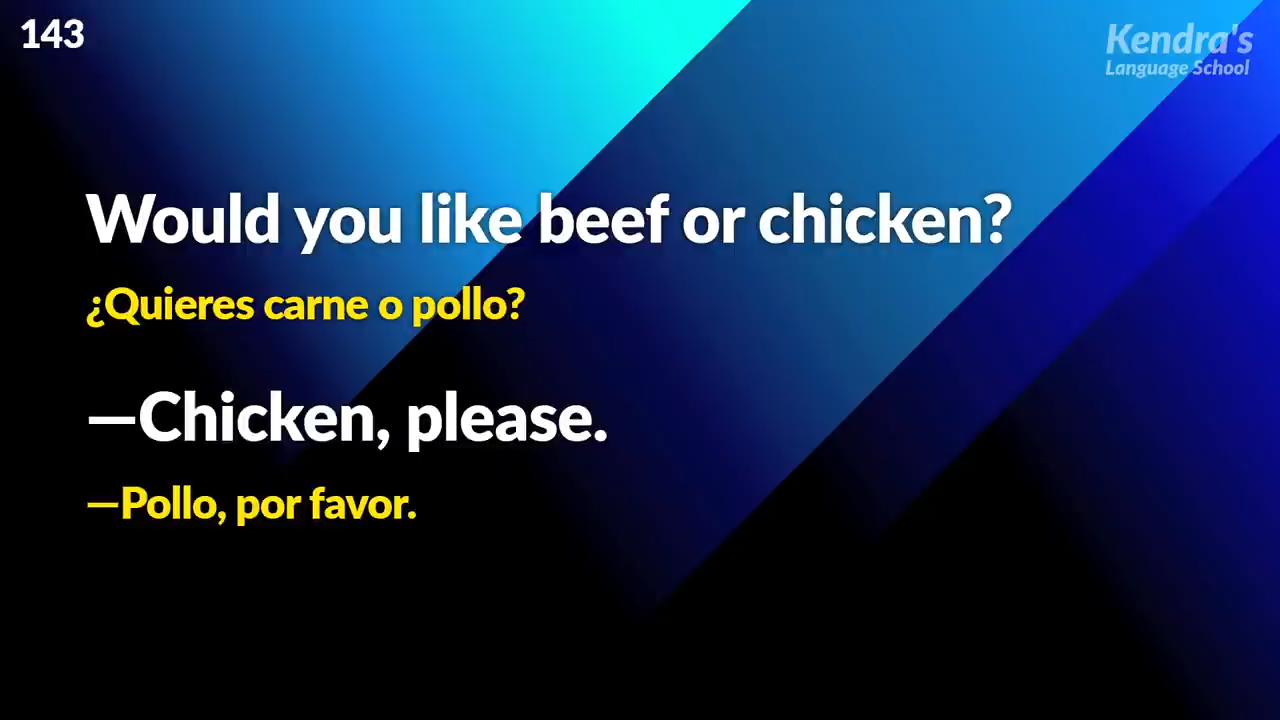 143
Kendra's
Language School
Would you like beef or chicken?
¿Quieres carne o pollo?
—Chicken, please.
—Pollo, por favor.